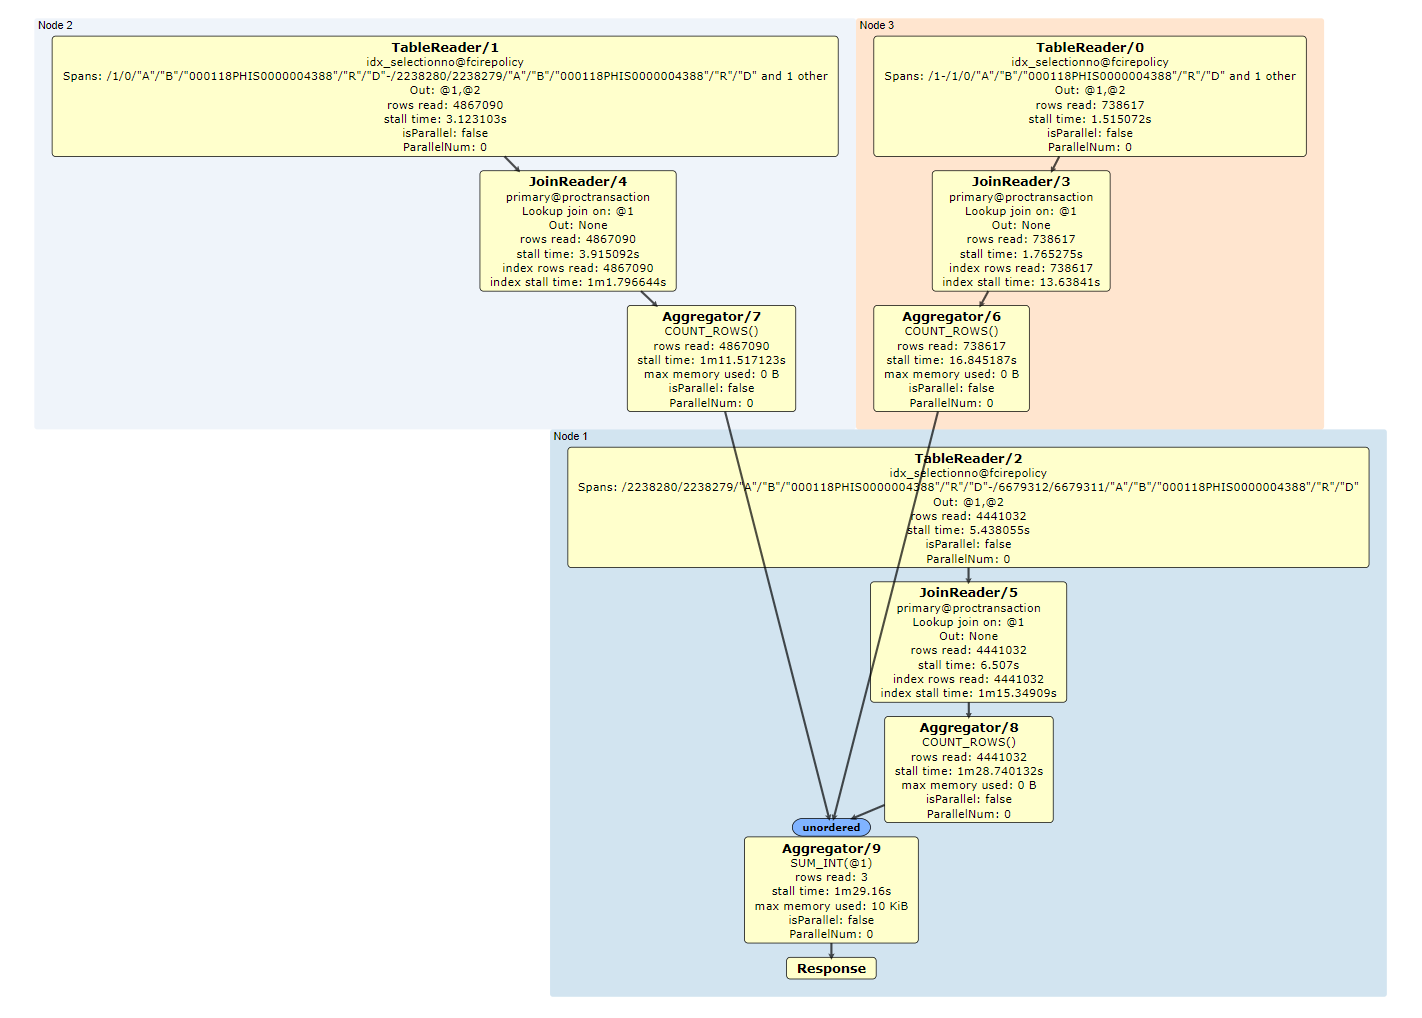 Node 2
TableReader/1
idx_selectionno@fcirepolicy
Spans: /1/0/"A"/"B"/"000118PHIS0000004388"/"R"/"D"-/2238280/2238279/"A"/"B"/"000118PHIS0000004388"/"R"/"D" and 1 other
Out: @1,@2
rows read: 4867090
stall time: 3.123103s
isParallel: false
ParallelNum: 0
JoinReader/4
primary@proctransaction
Lookup join on: @1
Out: None
rows read: 4867090
stall time: 3.915092s
index rows read: 4867090
index stall time: 1m1.796644s
Aggregator/7
COUNT_ROWS()
rows read: 4867090
stall time: 1m11.517123s
max memory used: 0 B
isParallel: false
ParallelNum: 0
Node 3
TableReader/0
idx_selectionno@fcirepolicy
Spans: /1-/1/0/"A"/"B"/"000118PHIS0000004388"/"R"/"D" and 1 other
Out: @1,@2
rows read: 738617
stall time: 1.515072s
isParallel: false
ParallelNum: 0
JoinReader/3
primary@proctransaction
Lookup join on: @1
Out: None
rows read: 738617
stall time: 1.765275s
index rows read: 738617
index stall time: 13.63841s
Aggregator/6
COUNT_ROWS()
rows read: 738617
stall time: 16.845187s
max memory used: 0 B
isParallel: false
ParallelNum: 0
Node 1
TableReader/2
idx_selectionno@fcirepolicy
Spans: /2238280/2238279/"A"/"B"/"000118PHIS0000004388"/"R"/"D"-/6679312/6679311/"A"/"B"/"000118PHIS0000004388"/"R"/"D"
Out: @1,@2
rows read: 4441032
stall time: 5.438055s
isParallel: false
ParallelNum: 0
JoinReader/5
primary@proctransaction
Lookup join on: @1
Out: None
rows read: 4441032
stall time: 6.507s
index rows read: 4441032
index stall time: 1m15.34909s
Aggregator/8
COUNT_ROWS()
rows read: 4441032
stall time: 1m28.740132s
max memory used: 0 B
isParallel: false
ParallelNum: 0
unordered
Aggregator/9
SUM_INT(@1)
rows read: 3
stall time: 1m29.16s
max memory used: 10 KiB
isParallel: false
ParallelNum: 0
Response